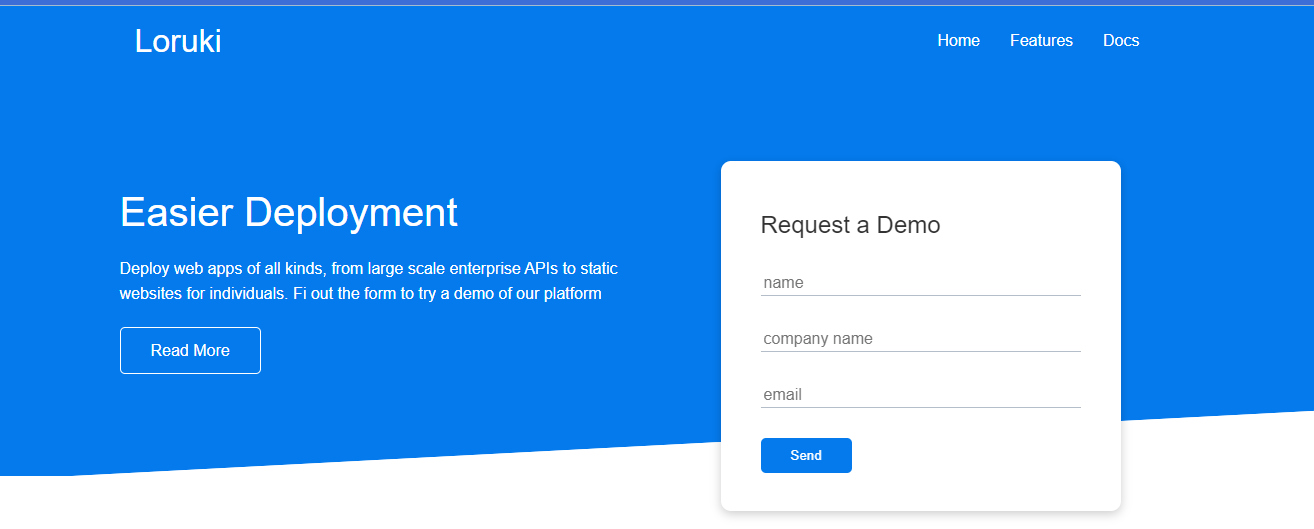 Loruki
Home Features Docs
Easier Deployment
Deploy web apps of all kinds, from large scale enterprise APIs to static
websites for individuals. Fi out the form to try a demo of our platform
Read More
Request a Demo
name
company name
email
Send